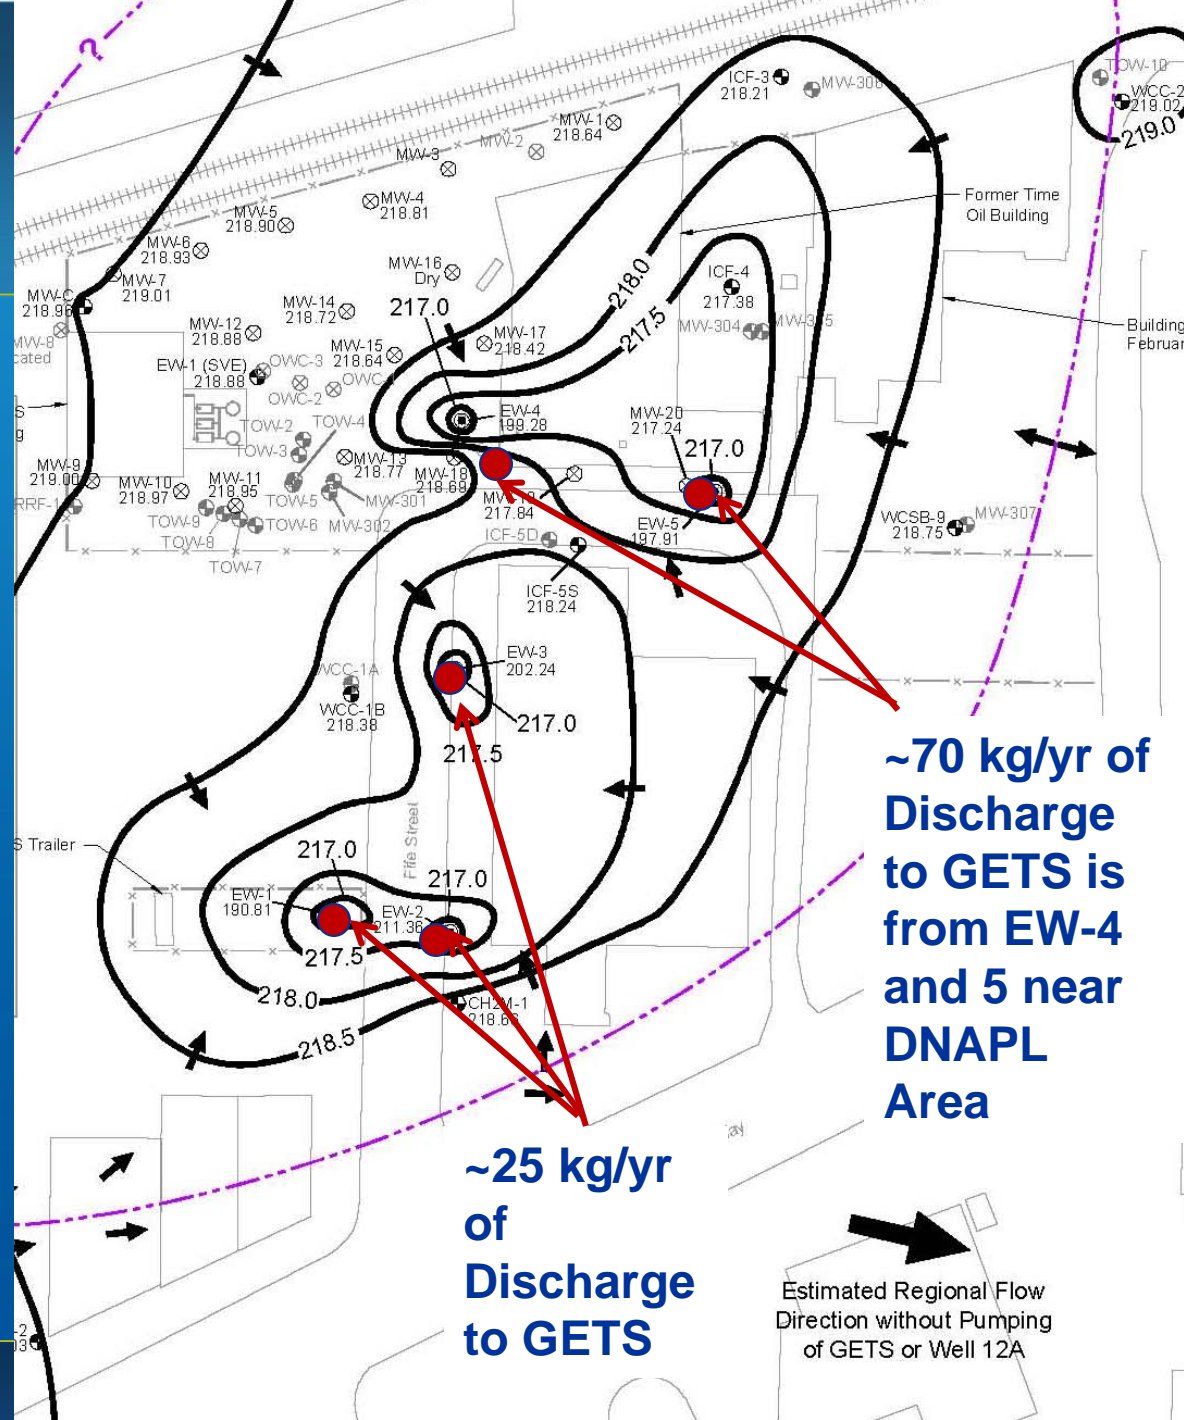 ?
ICF-3
218.21
MW-306
TOW-10
WCC-2
219.02
219.0
MW-1
218.64
MW-2
MW-3
MW-4
218.81
MW-5
218.90
MW-6
218.93
MW-7
219.01
Former Time
Oil Building
MW-16
Dry
ICF-4
217.38
218.0
217.5
MW-C
218.96
MW-8
cated
MW-14
218.72
217.0
MW-17
218.42
MW-304
Building
Februar
MW-12
218.88
MW-15
218.64
EW-1 (SVE)
218.88
OWC-3
OWC-2
EW-4
199.28
MW-20
217.24
217.0
TOW-2
TOW-4
TOW-3
MW-9
219.00
MW-10
218.97
MW-11
218.95
MW-13
218.77
MW-18
218.69
217.84
RRF-1
TOW-9
TOW-8
TOW-7
TOW-5
TOW-6
MW-301
MW-302
ICF-5D
EW-5
197.91
WCSB-9
218.75
MW-307
ICF-5S
218.24
WCC-1A
WCC-1B
218.38
EW-3
202.24
217.0
217.5
~70 kg/yr of
Discharge
to GETS is
from EW-4
and 5 near
DNAPL
Area
Fife Street
S Trailer
217.0
217.0
EW-1
190.81
EW-2
211.36
217.5
218.0
CH2M-1
218.5
~25 kg/yr
of
Discharge
to GETS
Estimated Regional Flow
Direction without Pumping
of GETS or Well 12A